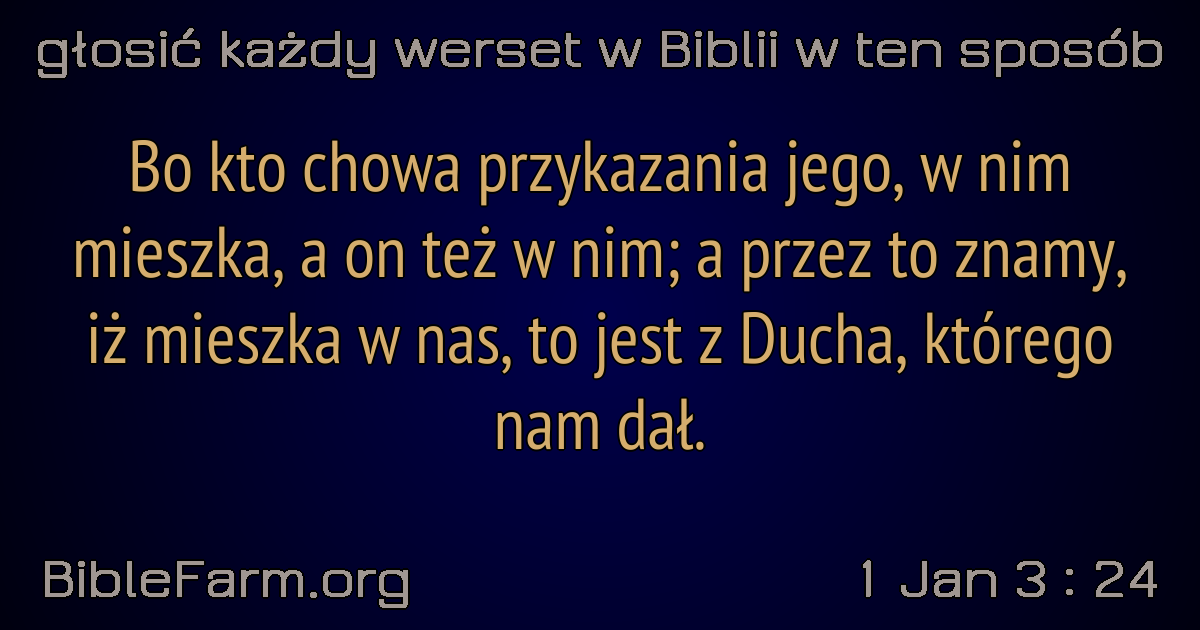 głosić każdy werset w Biblii w ten sposób
Bo kto chowa przykazania jego, w nim
mieszka, a on też w nim; a przez to znamy,
iż mieszka w nas, to jest z Ducha, którego
nam dał.
BibleFarm.org
1 Jan 3 : 24